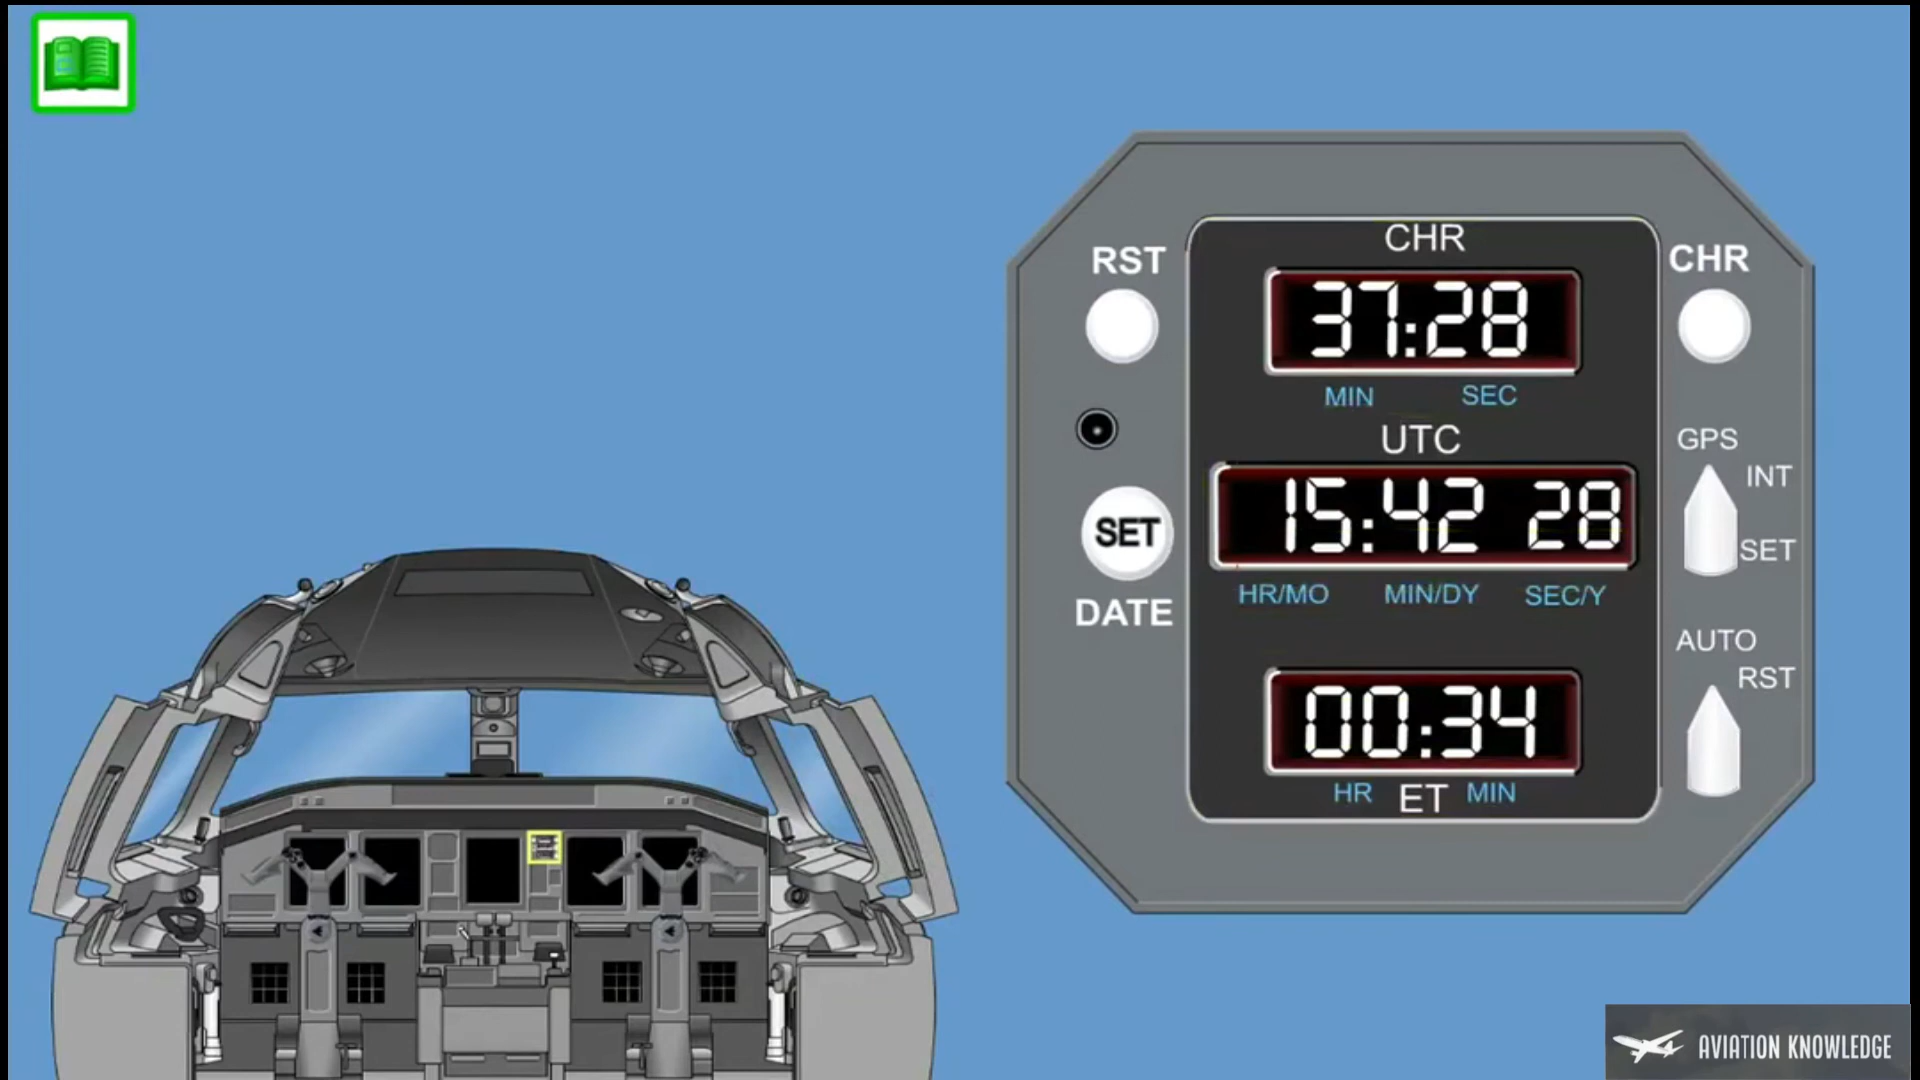 CHR
RST
CHR
37:28
MIN SEC
UTC
GPS
INT
15:42 28
SET
SET
HR/MO MIN/DY SEC/Y
DATE
AUTO
RST
00:34
HR ET MIN
AVIATION KNOWLEDGE